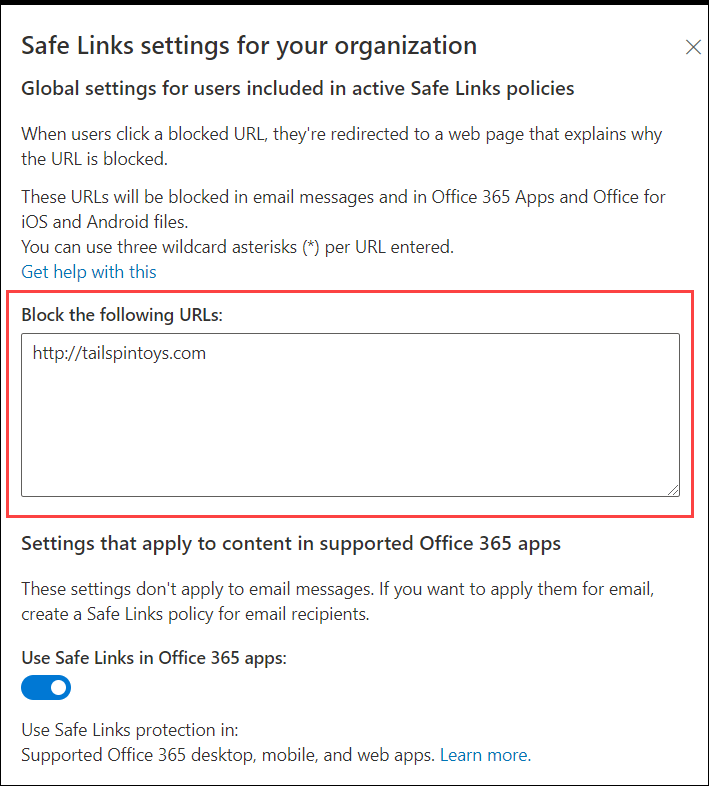 Safe Links settings for your organization
Global settings for users included in active Safe Links policies
When users click a blocked URL, they're redirected to a web page that explains why
the URL is blocked.
These URLs will be blocked in email messages and in Office 365 Apps and Office for
iOS and Android files.
You can use three wildcard asterisks (*) per URL entered.
Get help with this
Block the following URLs:
http://tailspintoys.com
Settings that apply to content in supported Office 365 apps
These settings don't apply to email messages. If you want to apply them for email,
create a Safe Links policy for email recipients.
Use Safe Links in Office 365 apps:
Use Safe Links protection in:
Supported Office 365 desktop, mobile, and web apps. Learn more.